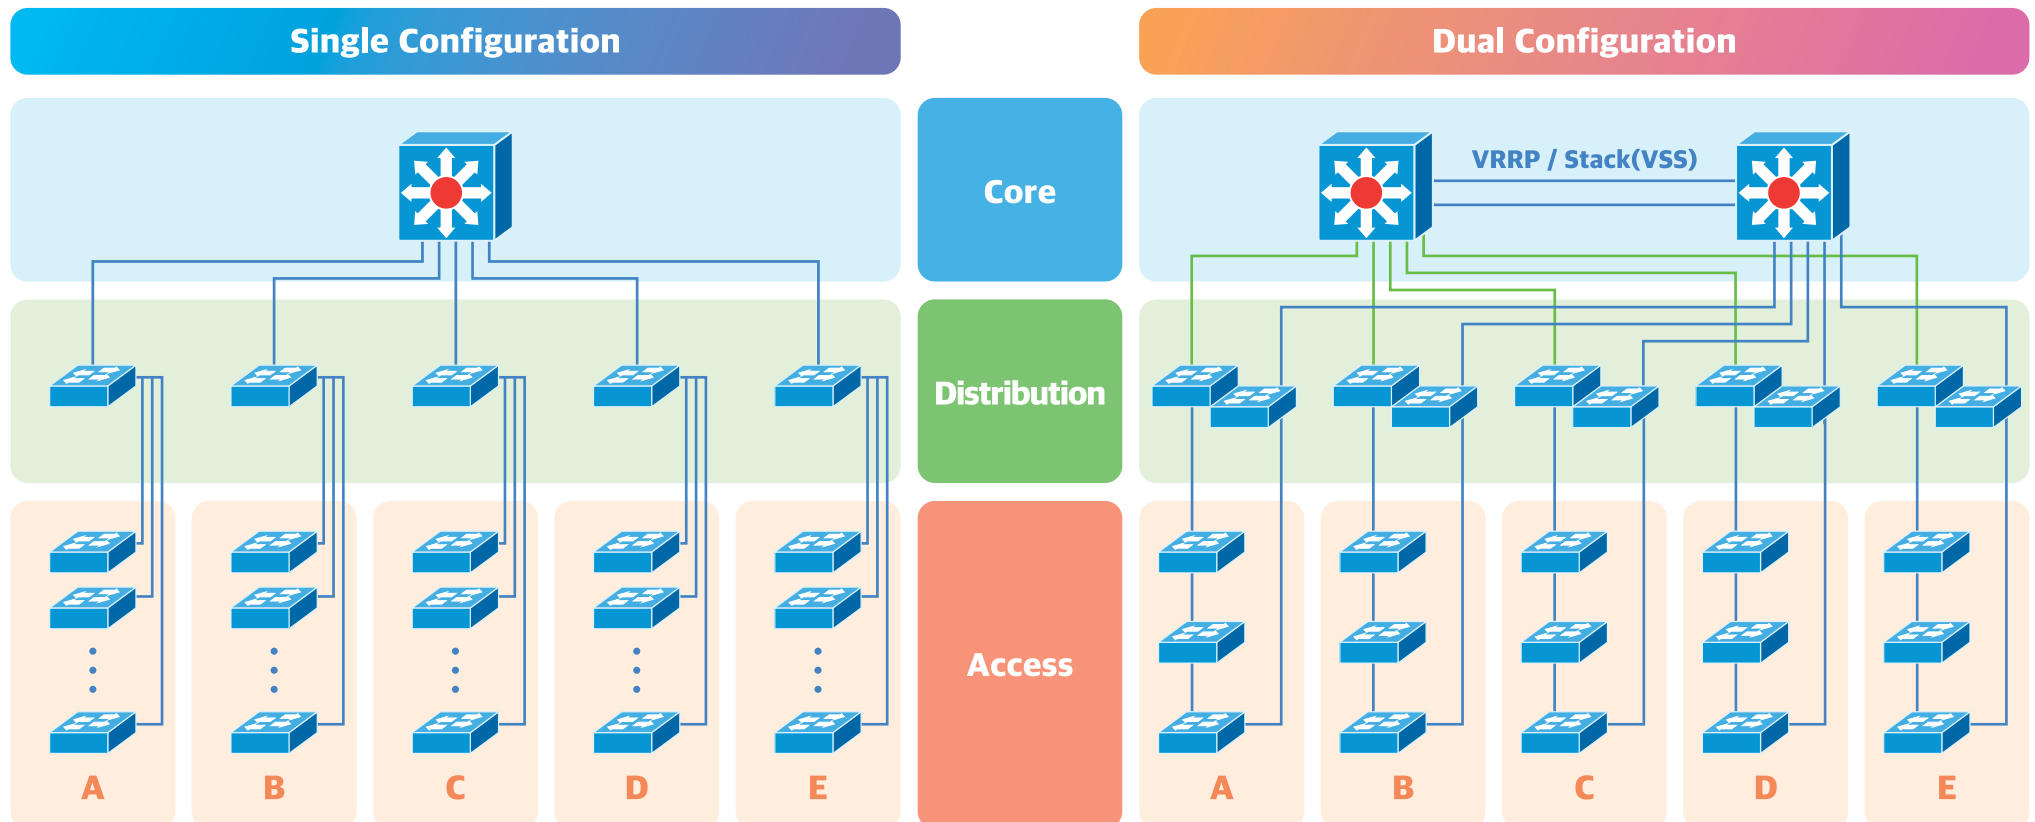 Single Configuration
Dual Configuration
Core
VRRP / Stack(VSS)
Distribution
Access
A
B
C
D
E
A
B
C
D
E